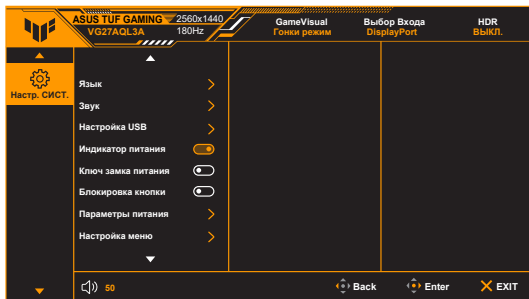 ASUS TUF GAMING 2560x1440
VG27AQL3A 180Hz
GameVisual
Гонки режим
Выбор Входа
DisplayPort
HDR
ВЫКЛ.
Настр. СИСТ.
Язык
Звук
Настройка USB
Индикатор питания
Ключ замка питания
Блокировка кнопки
Параметры питания
Настройка меню
50
Back
Enter
EXIT